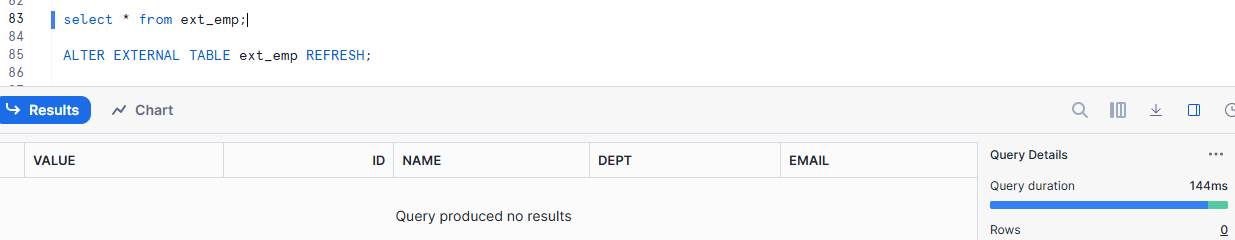 82
83 select * from ext_emp;
84
85 ALTER EXTERNAL TABLE ext_emp REFRESH;
86
Results Chart
VALUE ID NAME DEPT EMAIL
Query produced no results
Query Details ...
Query duration 144ms
Rows 0